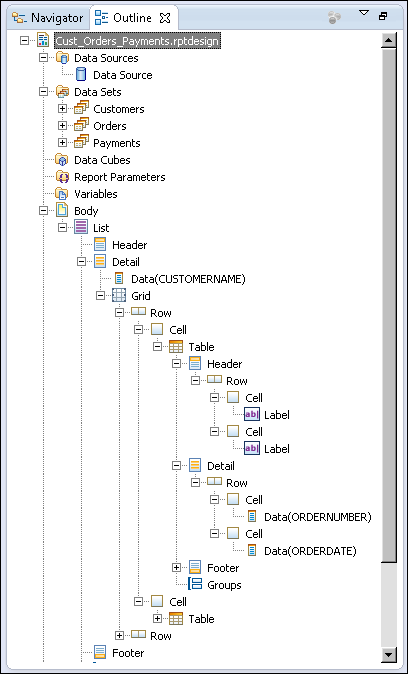 Navigator Outline
Cust_Orders_Payments.rptdesign
Data Sources
Data Source
Data Sets
Customers
Orders
Payments
Data Cubes
Report Parameters
Variables
Body
List
Header
Detail
Data(CUSTOMERNAME)
Grid
Row
Cell
Table
Header
Row
Cell
ab| Label
Cell
ab| Label
Detail
Row
Cell
Data(ORDERNUMBER)
Cell
Data(ORDERDATE)
Footer
Groups
Cell
Table
Row
Footer